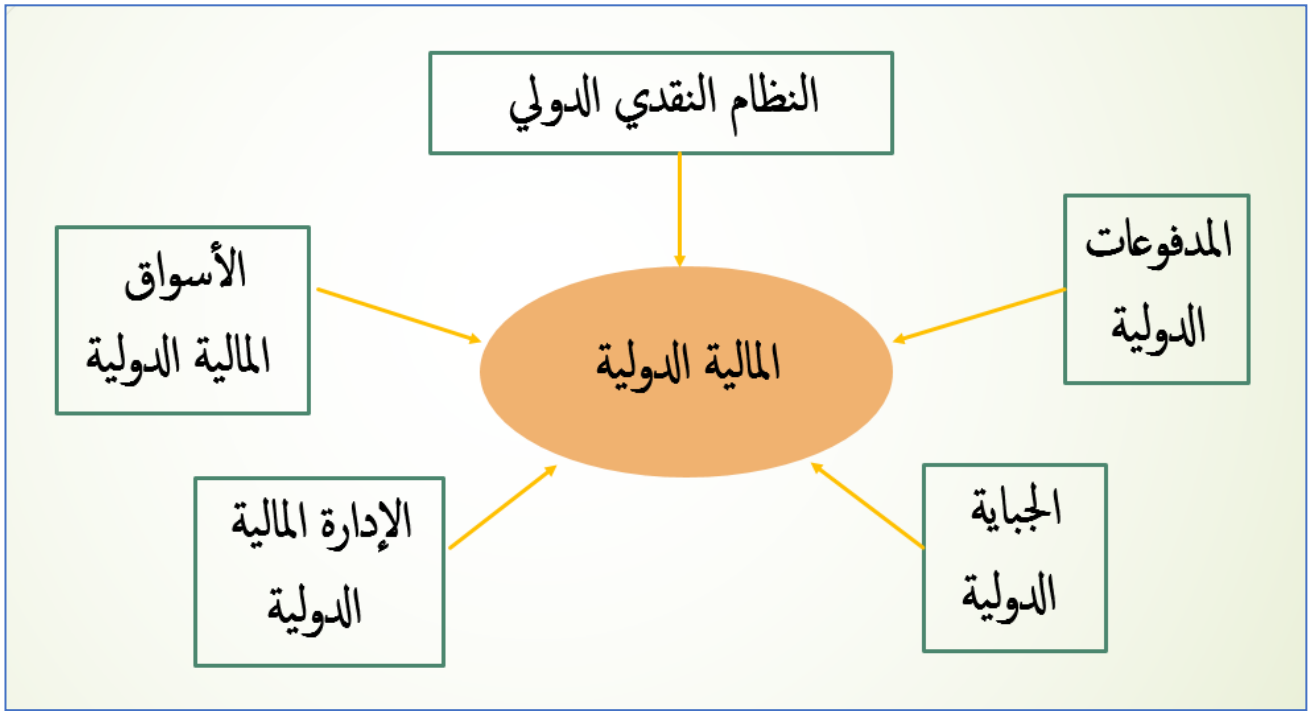 النظام النقدي الدولي
المدفوعات
الدولية
الأسواق
المالية الدولية
المالية الدولية
الجباية
الدولية
الإدارة المالية
الدولية